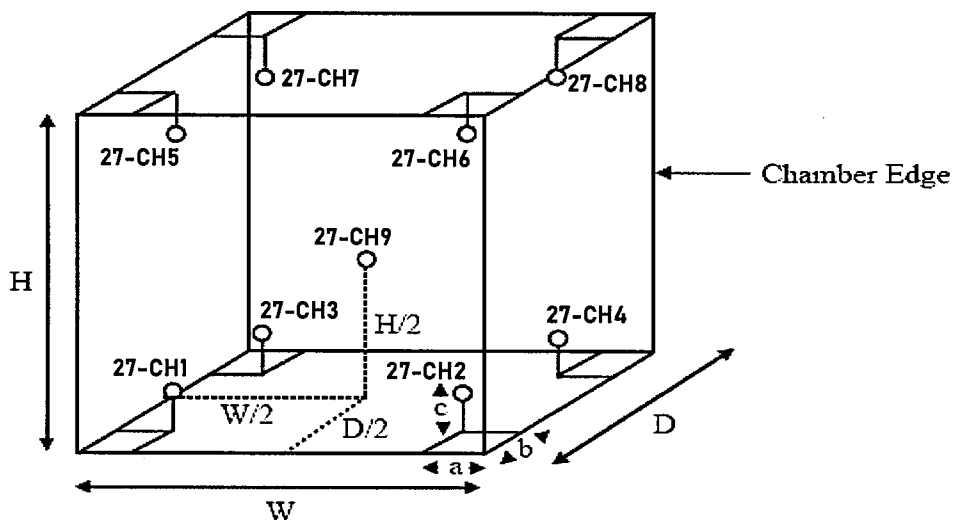 27-CH7
27-CH8
27-CH5
27-CH6
Chamber Edge
27-CH9
H
27-CH3
H/2
27-CH4
27-CH1
27-CH2
W/2
c
D/2
D
b
a
W